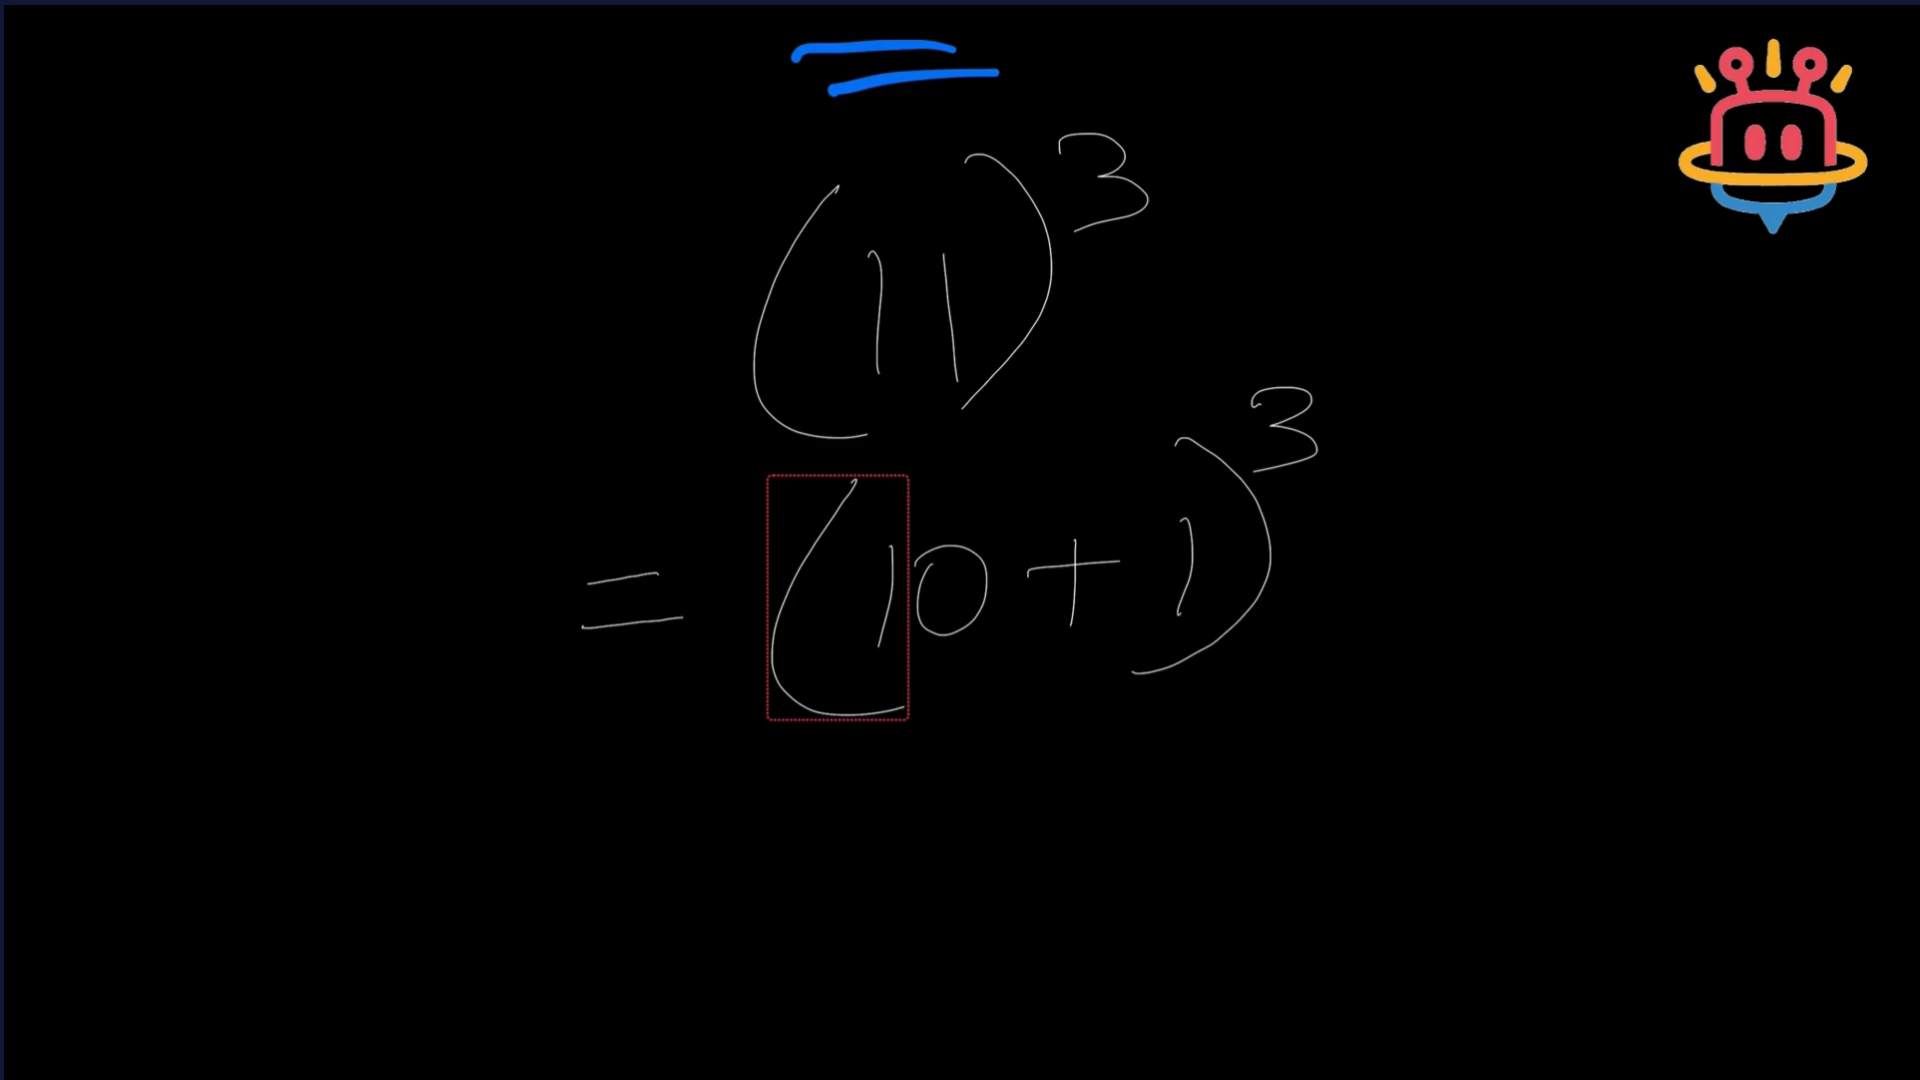 (11)³
= (10 + 1)³